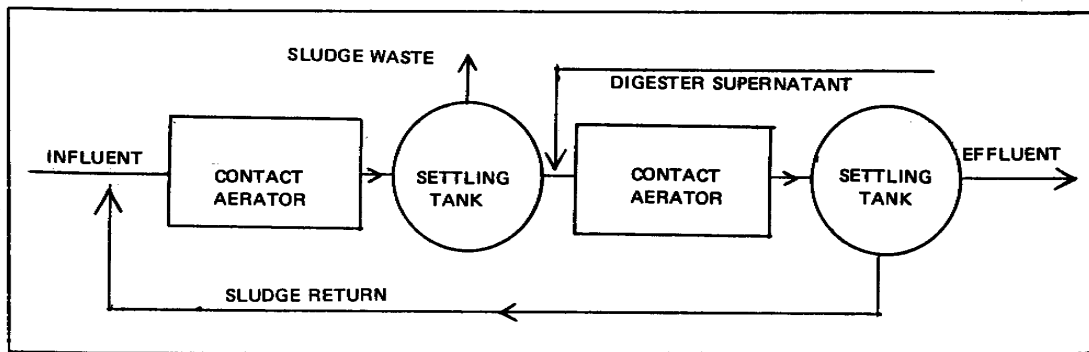 SLUDGE WASTE
DIGESTER SUPERNATANT
INFLUENT
CONTACT
AERATOR
SETTLING
TANK
CONTACT
AERATOR
SETTLING
TANK
EFFLUENT
SLUDGE RETURN